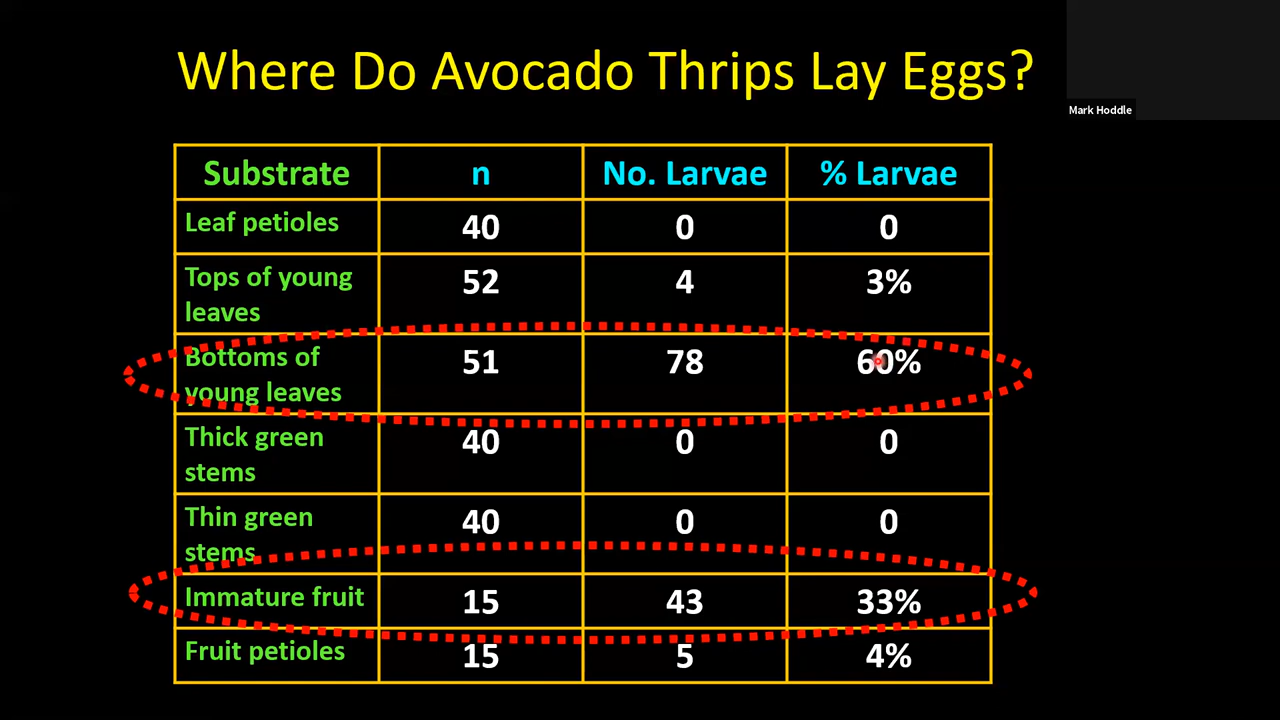 Where Do Avocado Thrips Lay Eggs?
Mark Hoddle
Substrate n No. Larvae % Larvae
Leaf petioles 40 0 0
Tops of young leaves 52 4 3%
Bottoms of young leaves 51 78 60%
Thick green stems 40 0 0
Thin green stems 40 0 0
Immature fruit 15 43 33%
Fruit petioles 15 5 4%